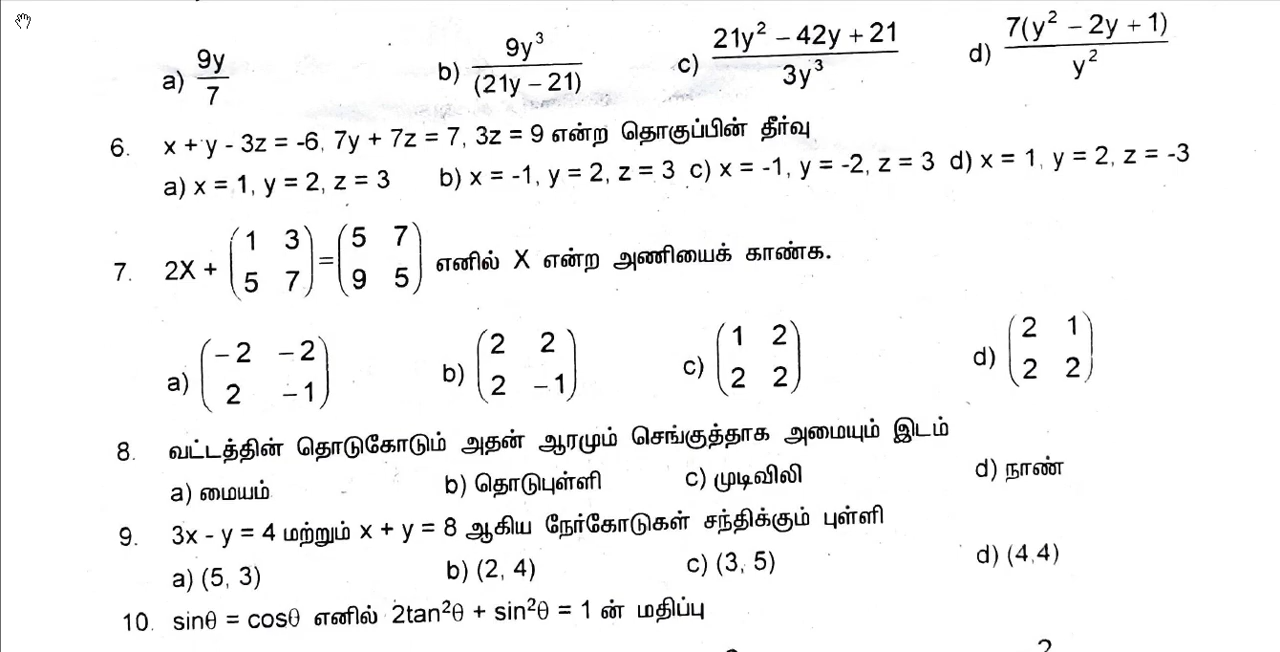 a) 9y/7 b) 9y³/(21y – 21) c) (21y² – 42y + 21)/3y³ d) 7(y² – 2y + 1)/y²
6. x + y - 3z = -6, 7y + 7z = 7, 3z = 9 என்ற தொகுப்பின் தீர்வு
a) x = 1, y = 2, z = 3 b) x = -1, y = 2, z = 3 c) x = -1, y = -2, z = 3 d) x = 1, y = 2, z = -3
7. 2X + (1 3; 5 7) = (5 7; 9 5) எனில் X என்ற அணியைக் காண்க.
a) (– 2 – 2; 2 – 1) b) (2 2; 2 – 1) c) (1 2; 2 2) d) (2 1; 2 2)
8. வட்டத்தின் தொடுகோடும் அதன் ஆரமும் செங்குத்தாக அமையும் இடம்
a) மையம் b) தொடுபுள்ளி c) முடிவிலி d) நாண்
9. 3x - y = 4 மற்றும் x + y = 8 ஆகிய நேர்கோடுகள் சந்திக்கும் புள்ளி
a) (5, 3) b) (2, 4) c) (3, 5) d) (4,4)
10. sinθ = cosθ எனில் 2tan²θ + sin²θ = 1 ன் மதிப்பு